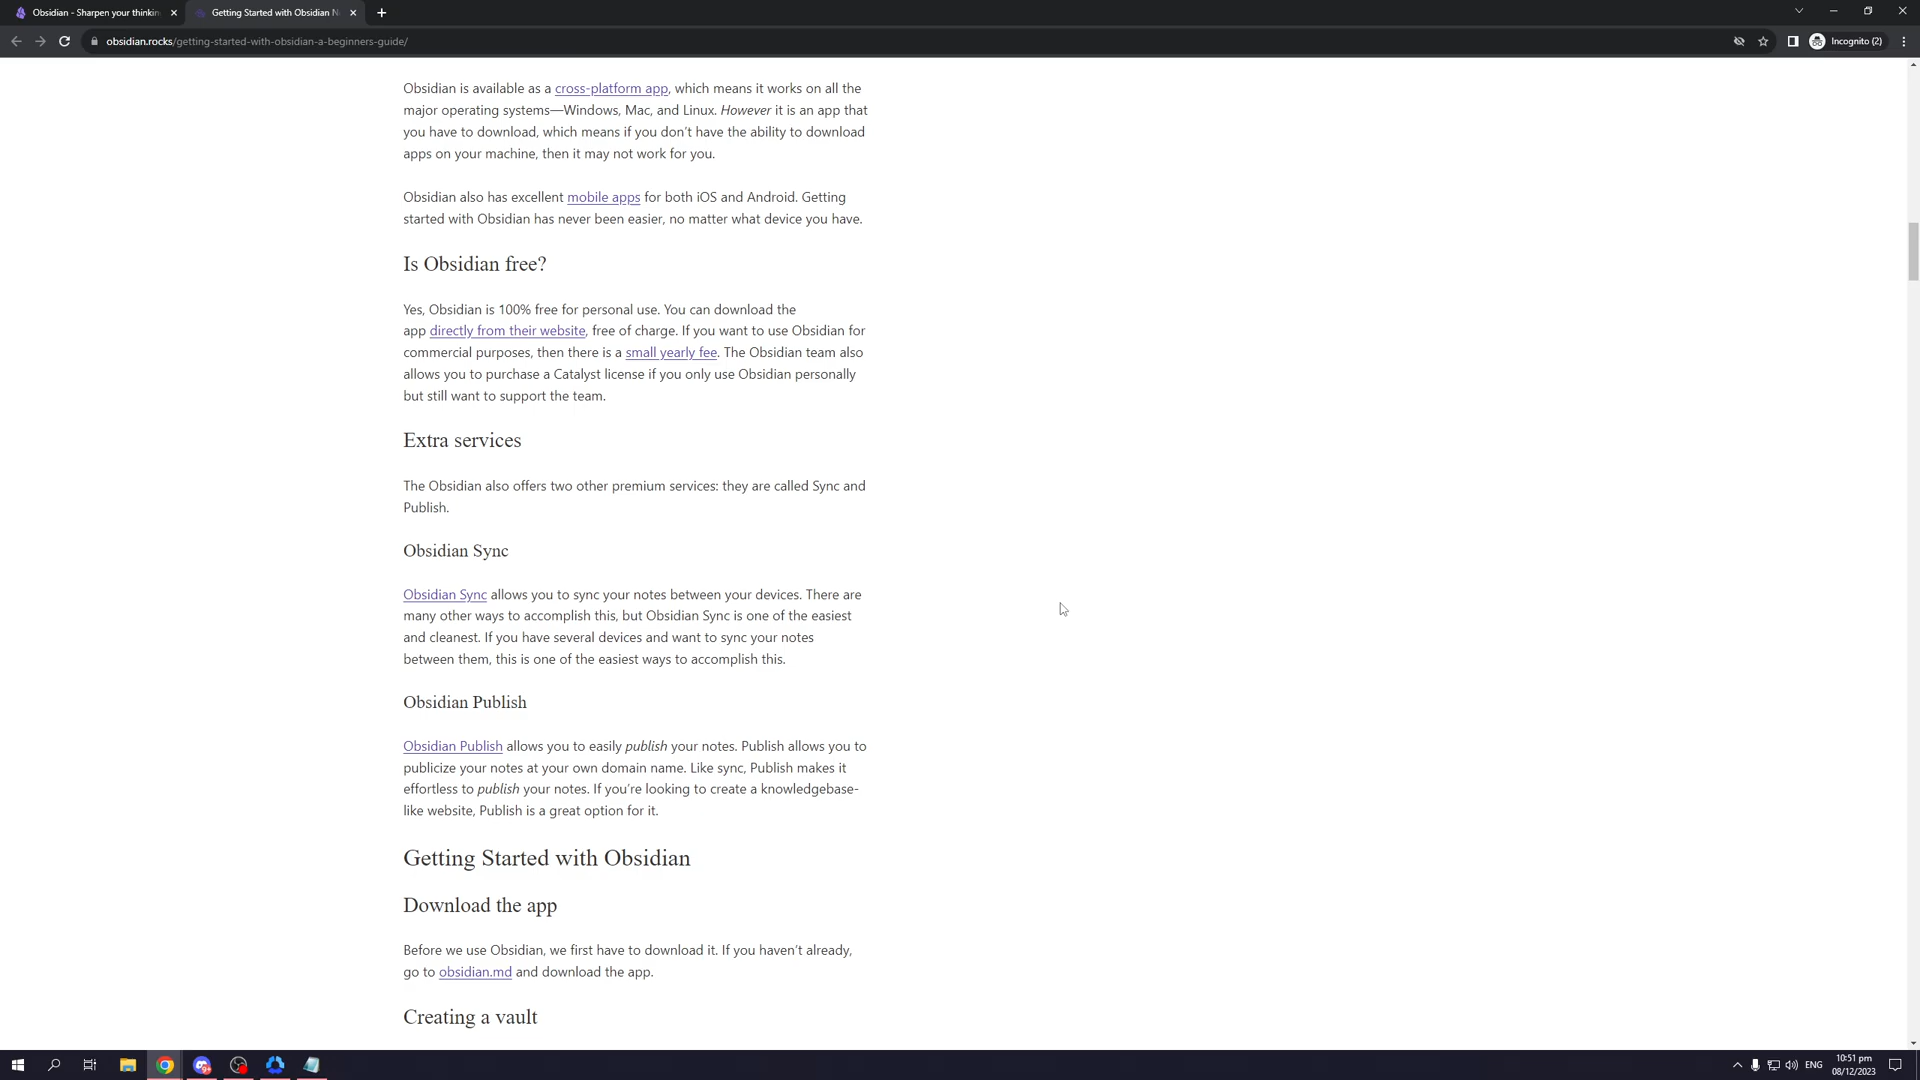 Obsidian - Sharpen your thinkin
Getting Started with Obsidian N
obsidian.rocks/getting-started-with-obsidian-a-beginners-guide/
Incognito (2)
Obsidian is available as a cross-platform app, which means it works on all the
major operating systems—Windows, Mac, and Linux. However it is an app that
you have to download, which means if you don’t have the ability to download
apps on your machine, then it may not work for you.
Obsidian also has excellent mobile apps for both iOS and Android. Getting
started with Obsidian has never been easier, no matter what device you have.
Is Obsidian free?
Yes, Obsidian is 100% free for personal use. You can download the
app directly from their website, free of charge. If you want to use Obsidian for
commercial purposes, then there is a small yearly fee. The Obsidian team also
allows you to purchase a Catalyst license if you only use Obsidian personally
but still want to support the team.
Extra services
The Obsidian also offers two other premium services: they are called Sync and
Publish.
Obsidian Sync
Obsidian Sync allows you to sync your notes between your devices. There are
many other ways to accomplish this, but Obsidian Sync is one of the easiest
and cleanest. If you have several devices and want to sync your notes
between them, this is one of the easiest ways to accomplish this.
Obsidian Publish
Obsidian Publish allows you to easily publish your notes. Publish allows you to
publicize your notes at your own domain name. Like sync, Publish makes it
effortless to publish your notes. If you’re looking to create a knowledgebase-
like website, Publish is a great option for it.
Getting Started with Obsidian
Download the app
Before we use Obsidian, we first have to download it. If you haven’t already,
go to obsidian.md and download the app.
Creating a vault
ENG
10:51 pm
08/12/2023